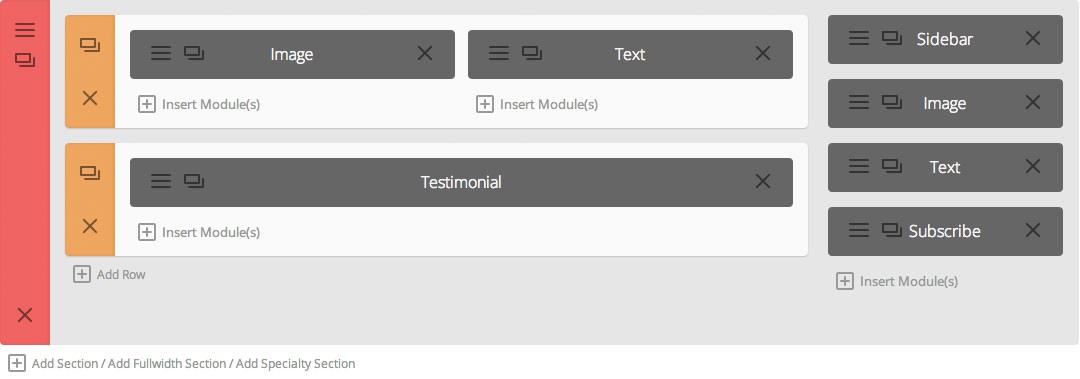 Image
Text
Insert Module(s)
Insert Module(s)
Testimonial
Insert Module(s)
Add Row
Sidebar
Image
Text
Subscribe
Insert Module(s)
Add Section / Add Fullwidth Section / Add Specialty Section